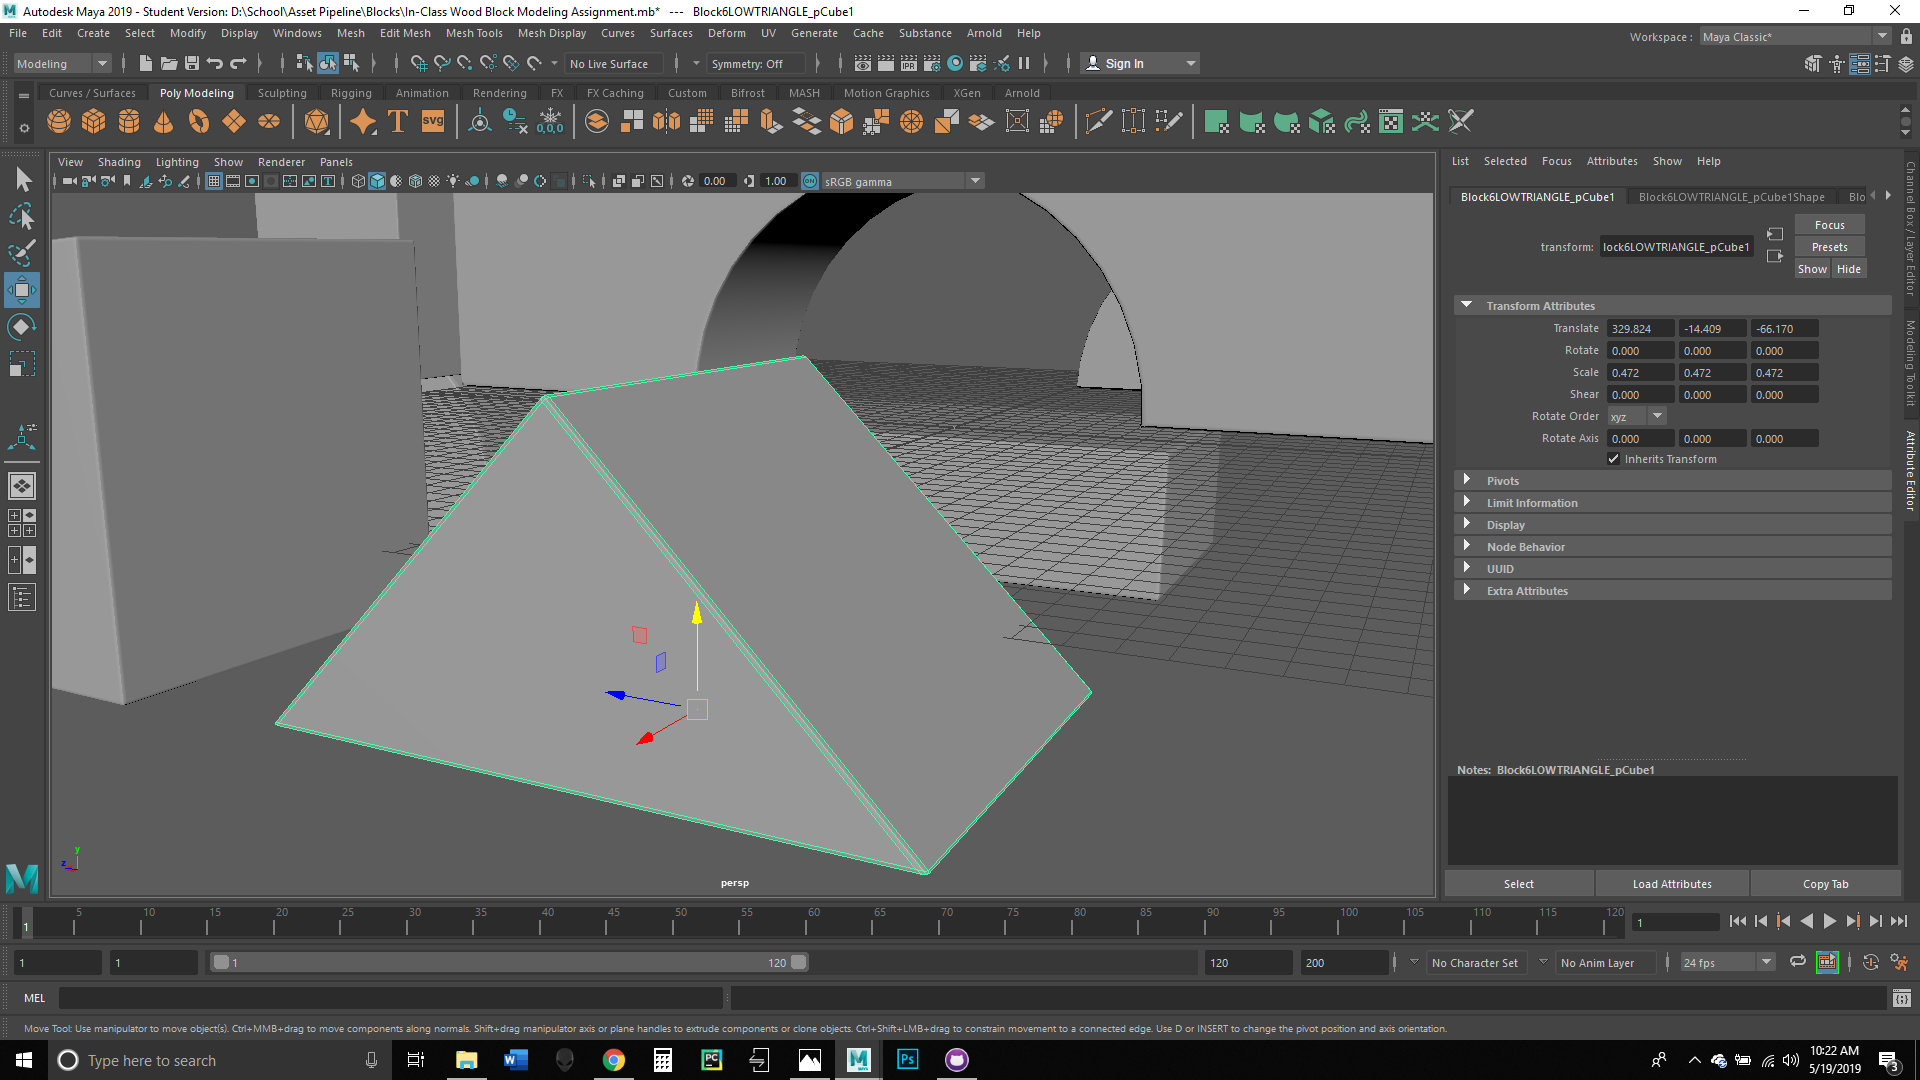 Autodesk Maya 2019 - Student Version: D:\School\Asset Pipeline\Blocks\In-Class Wood Block Modeling Assignment.mb* --- Block6LOWTRIANGLE_pCube1
File Edit Create Select Modify Display Windows Mesh Edit Mesh Mesh Tools Mesh Display Curves Surfaces Deform UV Generate Cache Substance Arnold Help
Workspace : Maya Classic*
Modeling No Live Surface Symmetry: Off IPR Sign In
Curves / Surfaces Poly Modeling Sculpting Rigging Animation Rendering FX FX Caching Custom Bifrost MASH Motion Graphics XGen Arnold
T SVG 0,0,0
View Shading Lighting Show Renderer Panels
0.00 1.00 sRGB gamma
List Selected Focus Attributes Show Help
Block6LOWTRIANGLE_pCube1 Block6LOWTRIANGLE_pCube1Shape Blo
Focus
transform: lock6LOWTRIANGLE_pCube1 Presets
Show Hide
Transform Attributes
Translate 329.824 -14.409 -66.170
Rotate 0.000 0.000 0.000
Scale 0.472 0.472 0.472
Shear 0.000 0.000 0.000
Rotate Order xyz
Rotate Axis 0.000 0.000 0.000
Inherits Transform
Pivots
Limit Information
Display
Node Behavior
UUID
Extra Attributes
Notes: Block6LOWTRIANGLE_pCube1
Select Load Attributes Copy Tab
Channel Box / Layer Editor
Modeling Toolkit
Attribute Editor
y
z
persp
1 5 10 15 20 25 30 35 40 45 50 55 60 65 70 75 80 85 90 95 100 105 110 115 120 1
1 1 1 120 120 200 No Character Set No Anim Layer 24 fps
MEL
Move Tool: Use manipulator to move object(s). Ctrl+MMB+drag to move components along normals. Shift+drag manipulator axis or plane handles to extrude components or clone objects. Ctrl+Shift+LMB+drag to constrain movement to a connected edge. Use D or INSERT to change the pivot position and axis orientation.
Type here to search
10:22 AM
5/19/2019
3